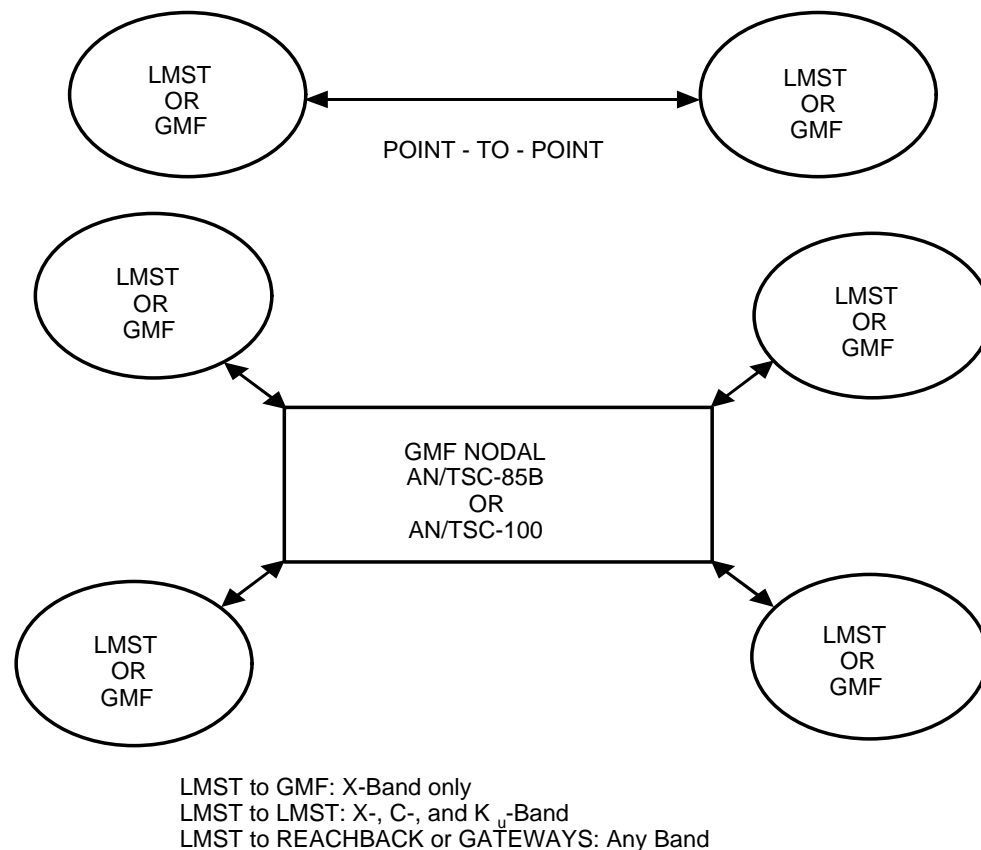 LMST
OR
GMF
LMST
OR
GMF
POINT - TO - POINT
LMST
OR
GMF
LMST
OR
GMF
GMF NODAL
AN/TSC-85B
OR
AN/TSC-100
LMST
OR
GMF
LMST
OR
GMF
LMST to GMF: X-Band only
LMST to LMST: X-, C-, and K u-Band
LMST to REACHBACK or GATEWAYS: Any Band